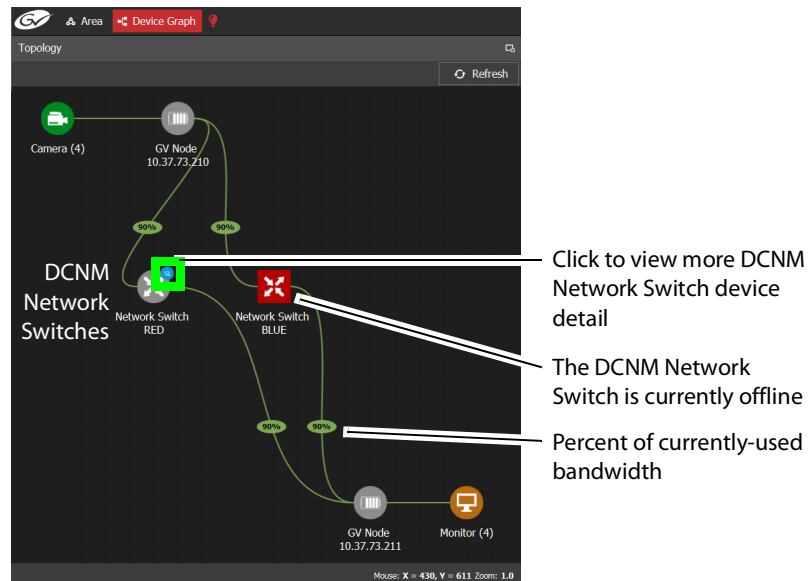 GV Area Device Graph
Topology
Refresh
Camera (4)
GV Node
10.37.73.210
90%
90%
DCNM
Network
Switches
Network Switch
RED
Network Switch
BLUE
Click to view more DCNM
Network Switch device
detail
The DCNM Network
Switch is currently offline
90%
90%
Percent of currently-used
bandwidth
GV Node
10.37.73.211
Monitor (4)
Mouse: X = 430, Y = 611 Zoom: 1.0